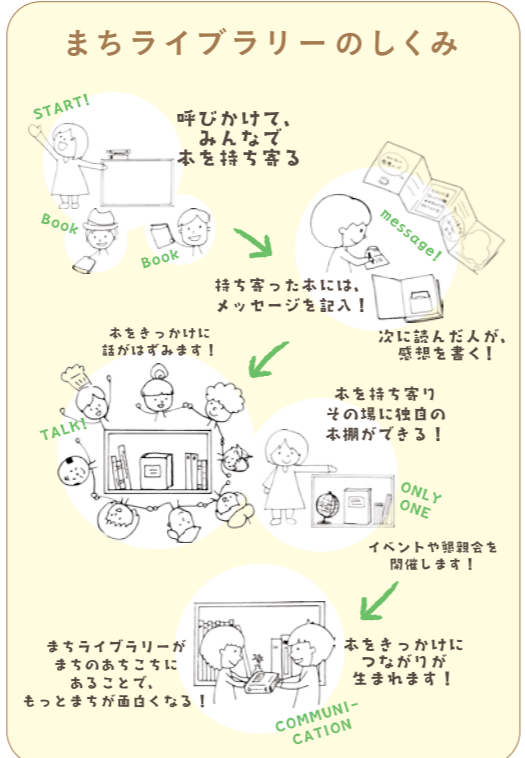 まちライブラリーのしくみ
START!
呼びかけて、
みんなで
本を持ち寄る
Book
Book
message!
持ち寄った本には、
メッセージを記入！
次に読んだ人が、
感想を書く！
本をきっかけに
話がはずみます！
TALK!
本を持ち寄り
その場に独自の
本棚ができる！
ONLY
ONE
イベントや懇親会を
開催します！
まちライブラリーが
まちのあちこちに
あることで、
もっとまちが面白くなる！
本をきっかけに
つながりが
生まれます！
COMMUNI-
CATION